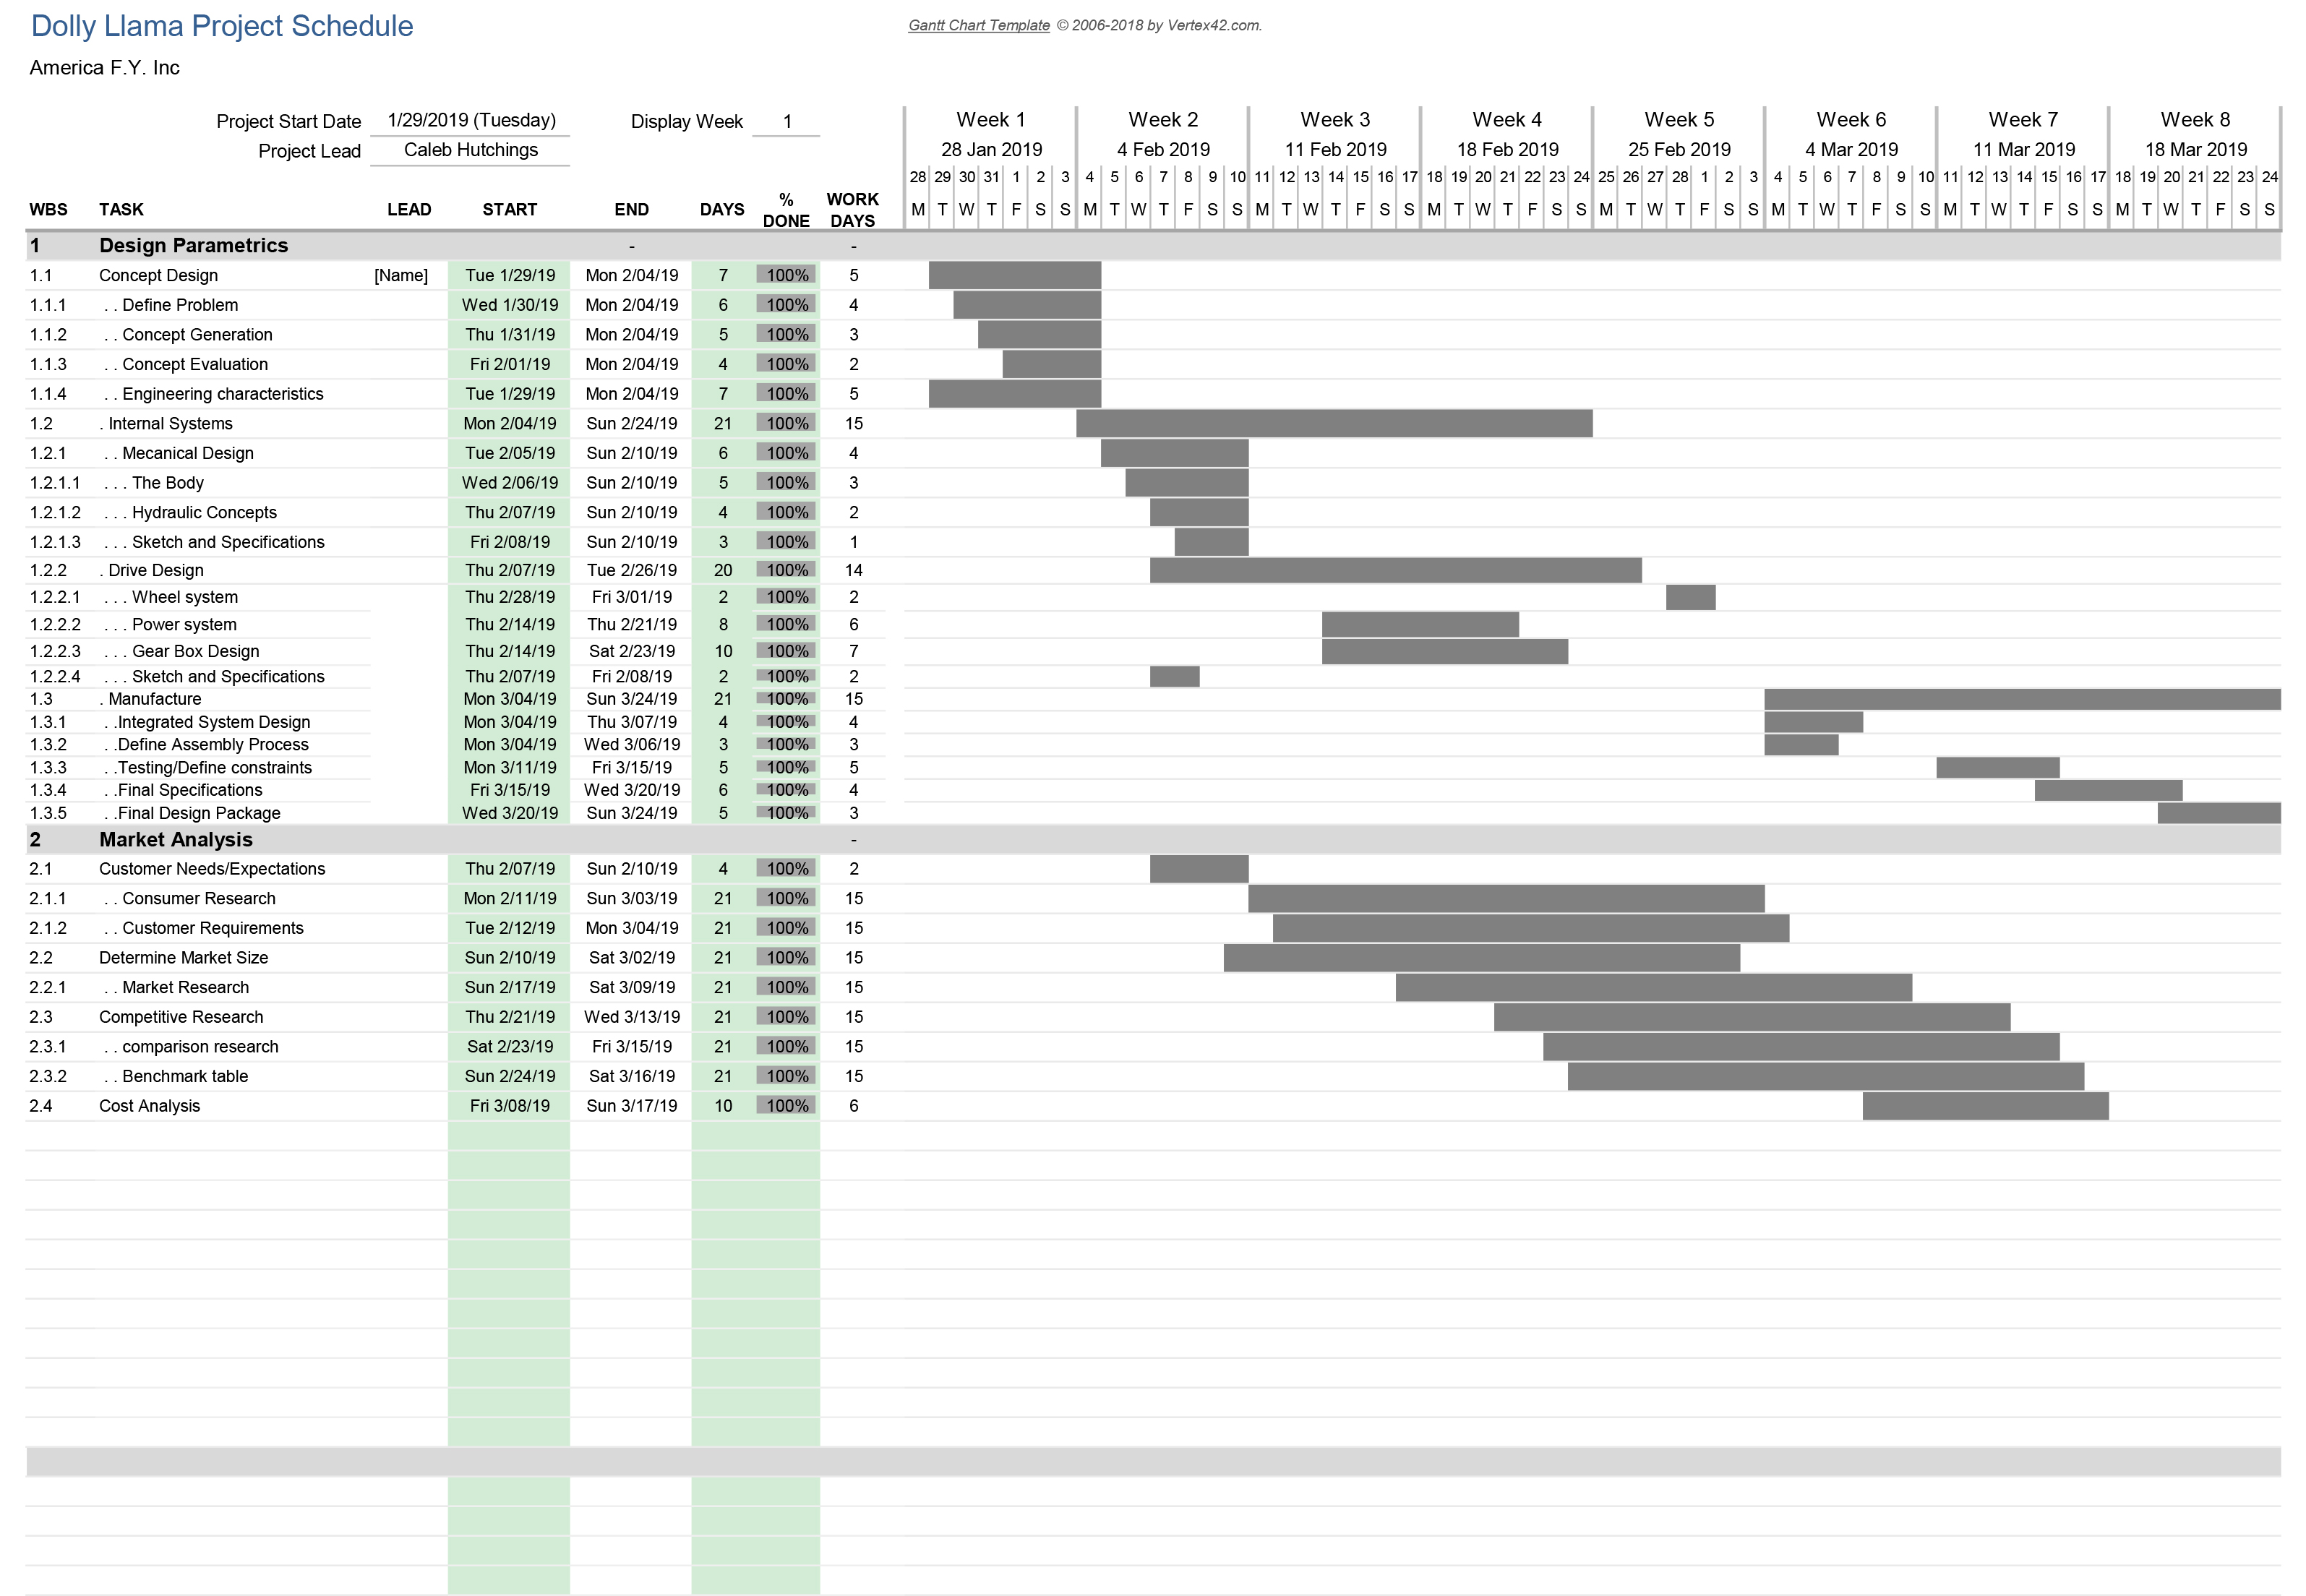 Dolly Llama Project Schedule
Gantt Chart Template © 2006-2018 by Vertex42.com.
America F.Y. Inc
Project Start Date 1/29/2019 (Tuesday) Display Week 1
Project Lead Caleb Hutchings
Week 1 Week 2 Week 3 Week 4 Week 5 Week 6 Week 7 Week 8
28 Jan 2019 4 Feb 2019 11 Feb 2019 18 Feb 2019 25 Feb 2019 4 Mar 2019 11 Mar 2019 18 Mar 2019
28 29 30 31 1 2 3 4 5 6 7 8 9 10 11 12 13 14 15 16 17 18 19 20 21 22 23 24 25 26 27 28 1 2 3 4 5 6 7 8 9 10 11 12 13 14 15 16 17 18 19 20 21 22 23 24
WBS TASK LEAD START END DAYS % DONE WORK DAYS M T W T F S S M T W T F S S M T W T F S S M T W T F S S M T W T F S S M T W T F S S M T W T F S S M T W T F S S
1 Design Parametrics - -
1.1 Concept Design [Name] Tue 1/29/19 Mon 2/04/19 7 100% 5
1.1.1 . . Define Problem Wed 1/30/19 Mon 2/04/19 6 100% 4
1.1.2 . . Concept Generation Thu 1/31/19 Mon 2/04/19 5 100% 3
1.1.3 . . Concept Evaluation Fri 2/01/19 Mon 2/04/19 4 100% 2
1.1.4 . . Engineering characteristics Tue 1/29/19 Mon 2/04/19 7 100% 5
1.2 . Internal Systems Mon 2/04/19 Sun 2/24/19 21 100% 15
1.2.1 . . Mecanical Design Tue 2/05/19 Sun 2/10/19 6 100% 4
1.2.1.1 . . . The Body Wed 2/06/19 Sun 2/10/19 5 100% 3
1.2.1.2 . . . Hydraulic Concepts Thu 2/07/19 Sun 2/10/19 4 100% 2
1.2.1.3 . . . Sketch and Specifications Fri 2/08/19 Sun 2/10/19 3 100% 1
1.2.2 . Drive Design Thu 2/07/19 Tue 2/26/19 20 100% 14
1.2.2.1 . . . Wheel system Thu 2/28/19 Fri 3/01/19 2 100% 2
1.2.2.2 . . . Power system Thu 2/14/19 Thu 2/21/19 8 100% 6
1.2.2.3 . . . Gear Box Design Thu 2/14/19 Sat 2/23/19 10 100% 7
1.2.2.4 . . . Sketch and Specifications Thu 2/07/19 Fri 2/08/19 2 100% 2
1.3 . Manufacture Mon 3/04/19 Sun 3/24/19 21 100% 15
1.3.1 . .Integrated System Design Mon 3/04/19 Thu 3/07/19 4 100% 4
1.3.2 . .Define Assembly Process Mon 3/04/19 Wed 3/06/19 3 100% 3
1.3.3 . .Testing/Define constraints Mon 3/11/19 Fri 3/15/19 5 100% 5
1.3.4 . .Final Specifications Fri 3/15/19 Wed 3/20/19 6 100% 4
1.3.5 . .Final Design Package Wed 3/20/19 Sun 3/24/19 5 100% 3
2 Market Analysis -
2.1 Customer Needs/Expectations Thu 2/07/19 Sun 2/10/19 4 100% 2
2.1.1 . . Consumer Research Mon 2/11/19 Sun 3/03/19 21 100% 15
2.1.2 . . Customer Requirements Tue 2/12/19 Mon 3/04/19 21 100% 15
2.2 Determine Market Size Sun 2/10/19 Sat 3/02/19 21 100% 15
2.2.1 . . Market Research Sun 2/17/19 Sat 3/09/19 21 100% 15
2.3 Competitive Research Thu 2/21/19 Wed 3/13/19 21 100% 15
2.3.1 . . comparison research Sat 2/23/19 Fri 3/15/19 21 100% 15
2.3.2 . . Benchmark table Sun 2/24/19 Sat 3/16/19 21 100% 15
2.4 Cost Analysis Fri 3/08/19 Sun 3/17/19 10 100% 6